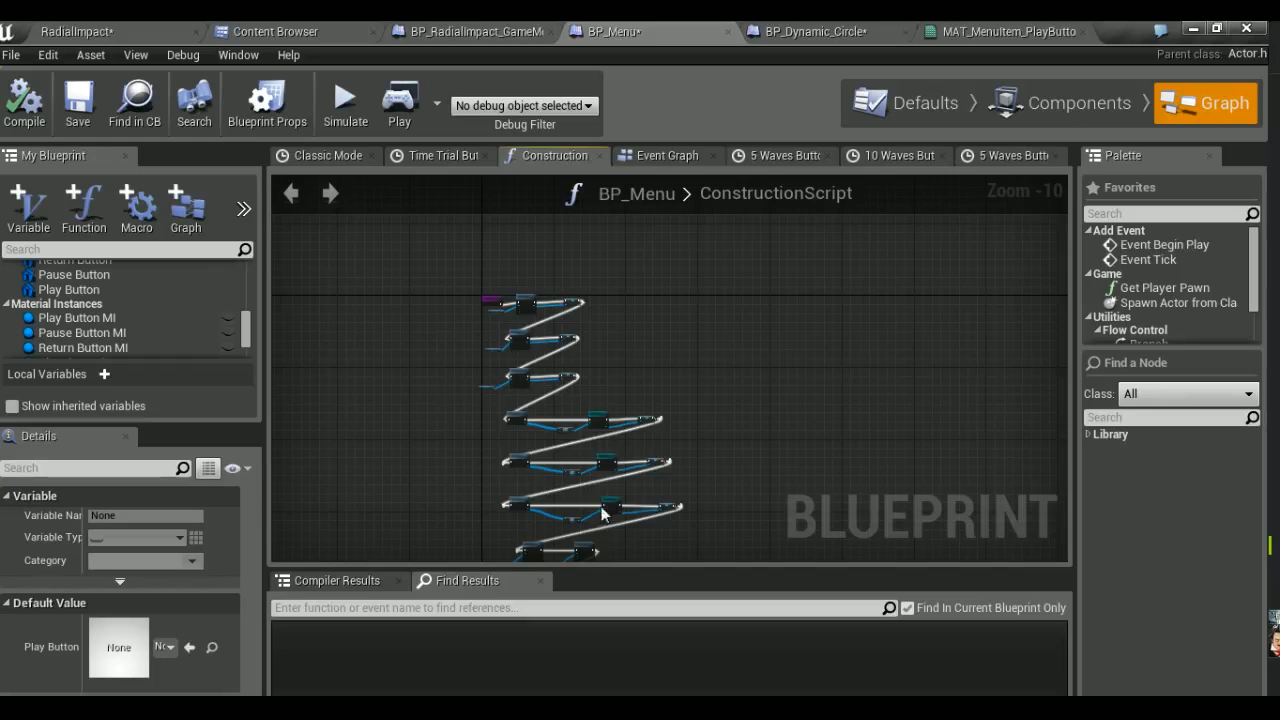 RadialImpact*
Content Browser
BP_RadialImpact_GameM
BP_Menu*
BP_Dynamic_Circle*
MAT_MenuItem_PlayButto
File Edit Asset View Window Debug Help
Parent class: Actor.h
Compile
Save
Find in CB
Search
Blueprint Props
Simulate
Play
No debug object selected
Debug Filter
Defaults
Components
Graph
My Blueprint
Classic Mode
Time Trial But
Construction
Event Graph
5 Waves Butt
10 Waves But
5 Waves Butt
Palette
Variable
Function
Macro
Graph
Search
BP_Menu > ConstructionScript
Zoom -10
Favorites
Search
Add Event
Event Begin Play
Event Tick
Game
Get Player Pawn
Spawn Actor from Cla
Utilities
Flow Control
Return Button
Pause Button
Play Button
Material Instances
Play Button MI
Pause Button MI
Return Button MI
Local Variables
Show inherited variables
Find a Node
Class: All
Search
Library
Details
Search
Variable
Variable Nar None
Variable Typ
Category
Default Value
Play Button
None
BLUEPRINT
Compiler Results
Find Results
Enter function or event name to find references...
Find In Current Blueprint Only